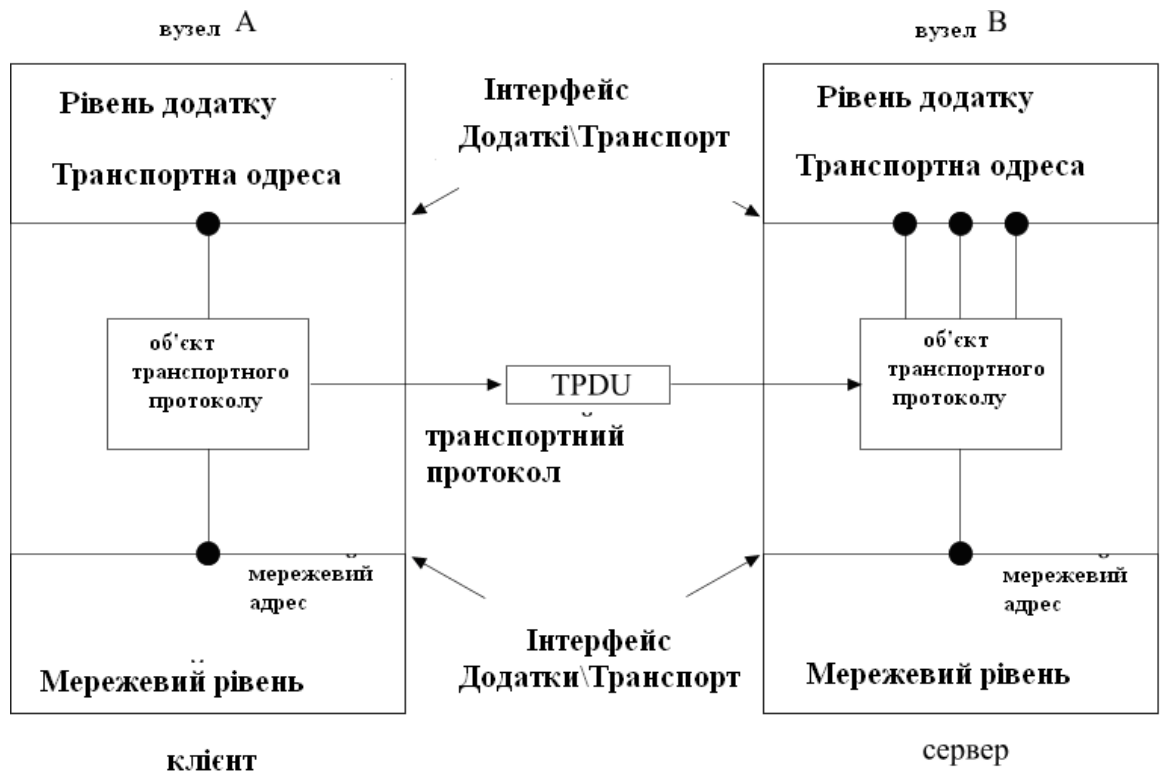 вузел A
вузел B
Рівень додатку
Транспортна одреса
Інтерфейс
Додаткі\Транспорт
Рівень додатку
Транспортна одреса
об'єкт
транспортного
протоколу
TPDU
транспортний
протокол
об'єкт
транспортного
протоколу
мережевий
адрес
мережевий
адрес
Мережевий рівень
Інтерфейс
Додатки\Транспорт
Мережевий рівень
клієнт
сервер